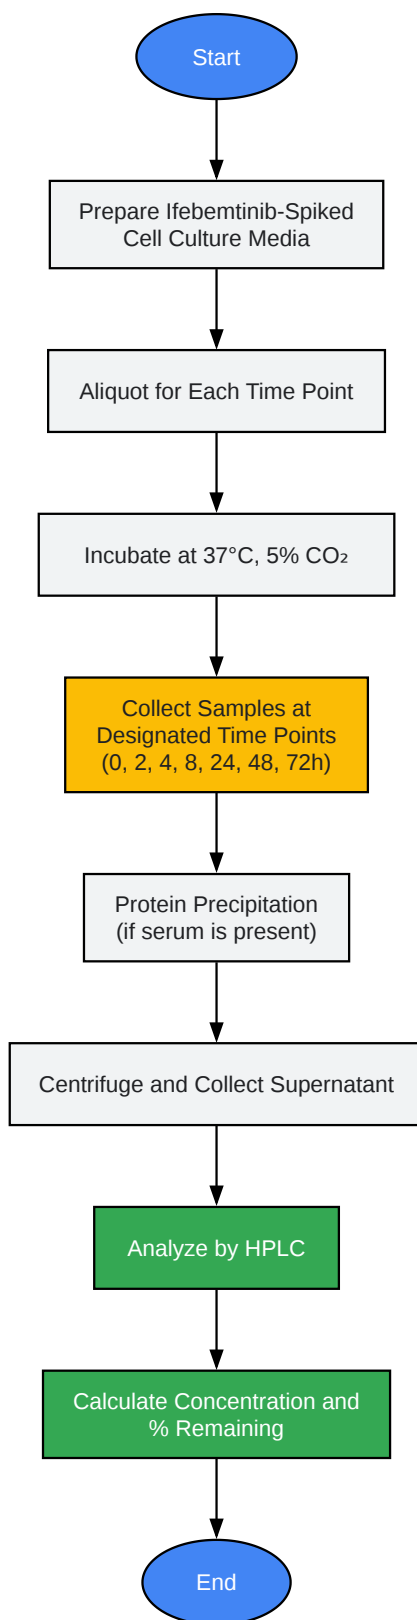 Start
Prepare Ifebemtinib-Spiked
Cell Culture Media
Aliquot for Each Time Point
Incubate at 37°C, 5% CO₂
Collect Samples at
Designated Time Points
(0, 2, 4, 8, 24, 48, 72h)
Protein Precipitation
(if serum is present)
Centrifuge and Collect Supernatant
Analyze by HPLC
Calculate Concentration and
% Remaining
End